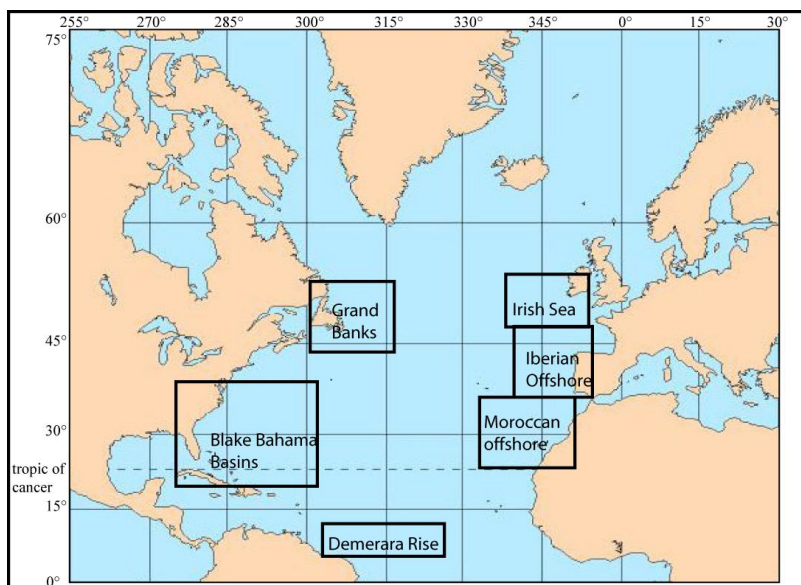 255° 270° 285° 300° 315° 330° 345° 0° 15° 30°
75°
60°
Grand
Banks
Irish Sea
45°
Iberian
Offshore
Moroccan
offshore
30°
Blake Bahama
Basins
tropic of
cancer
15°
Demerara Rise
0°